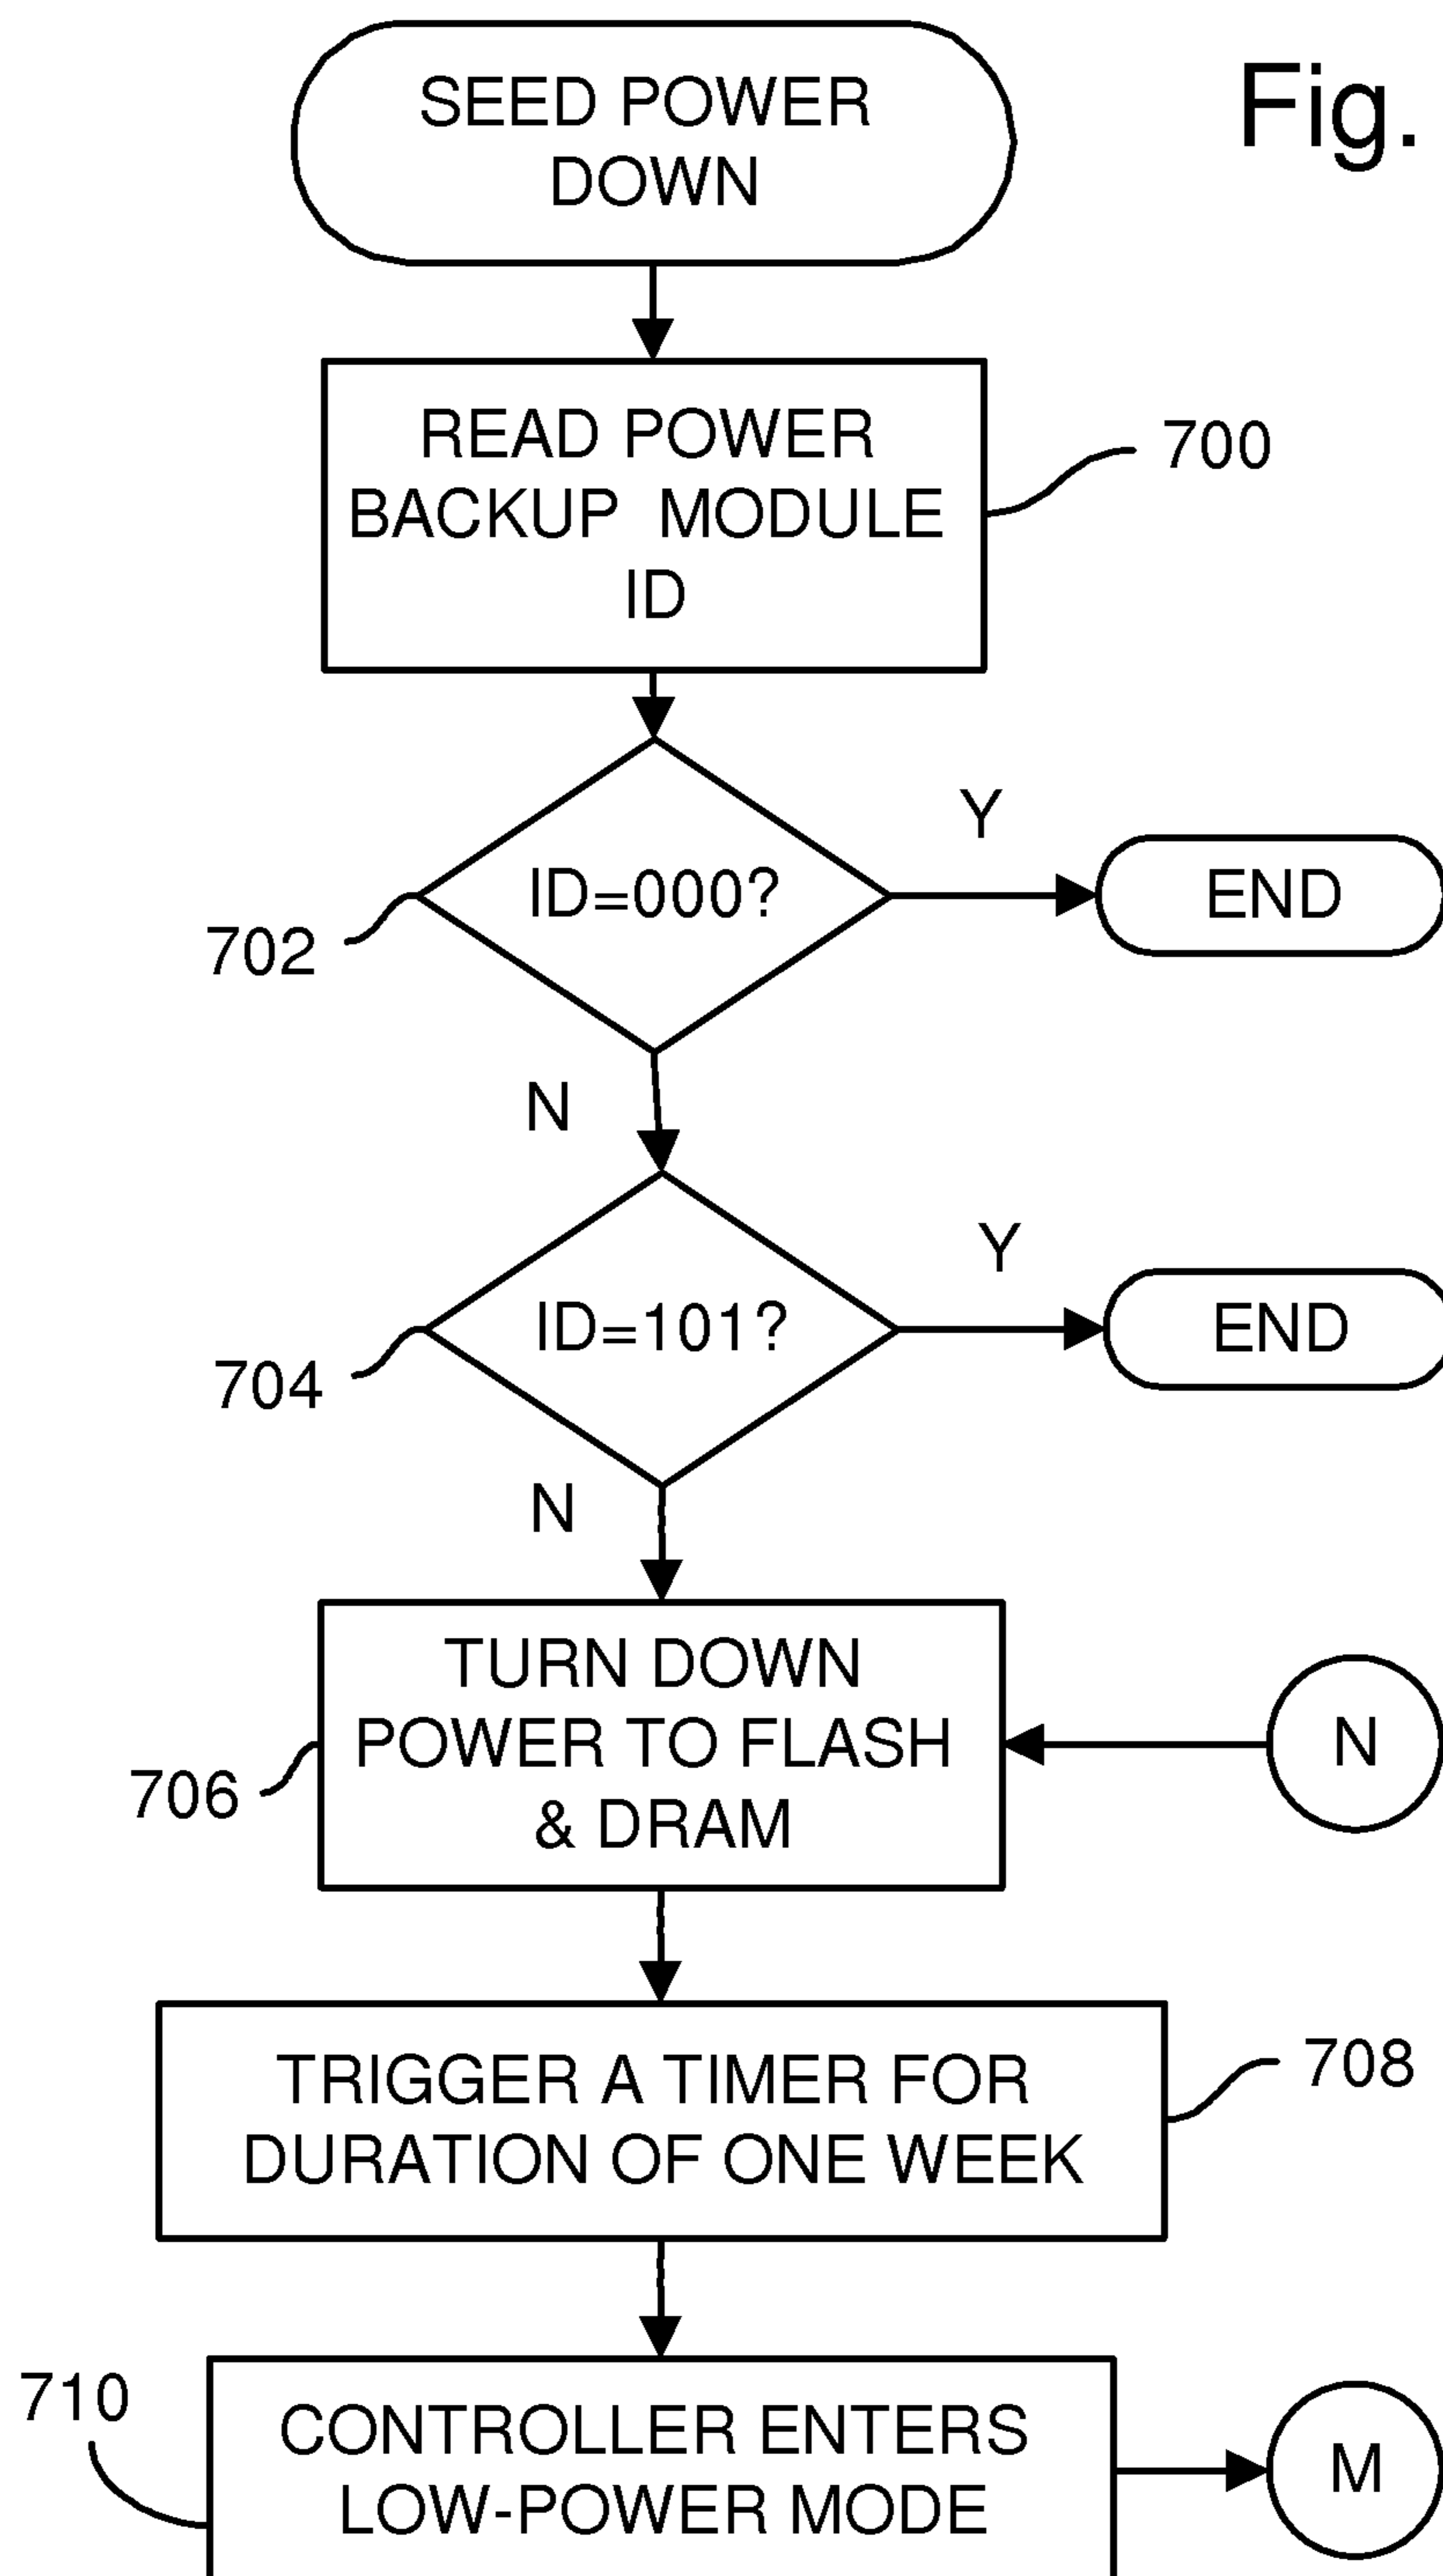 SEED POWER
DOWN
Fig.
READ POWER
BACKUP MODULE
ID
700
ID=000?
Y
END
702
N
ID=101?
Y
END
704
N
TURN DOWN
POWER TO FLASH
& DRAM
N
706
TRIGGER A TIMER FOR
DURATION OF ONE WEEK
708
710
CONTROLLER ENTERS
LOW-POWER MODE
M